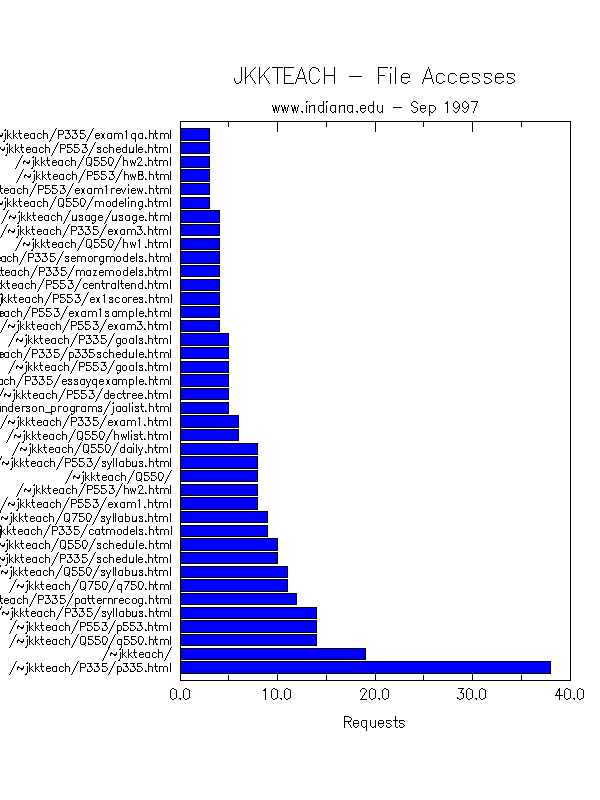 JKKTEACH – File Accesses
www.indiana.edu – Sep 1997
~jkkteach/P335/exam1qa.html
~jkkteach/P553/schedule.html
/~jkkteach/Q550/hw2.html
/~jkkteach/P553/hw8.html
teach/P553/exam1review.html
/~jkkteach/Q550/modeling.html
/~jkkteach/usage/usage.html
/~jkkteach/P335/exam3.html
/~jkkteach/Q550/hw1.html
ach/P335/semorgmodels.html
kteach/P335/mazemodels.html
kkteach/P553/centraltend.html
jkkteach/P553/ex1scores.html
each/P553/exam1sample.html
/~jkkteach/P553/exam3.html
/~jkkteach/P335/goals.html
each/P335/p335schedule.html
/~jkkteach/P553/goals.html
ach/P335/essayqexample.html
/~jkkteach/P553/dectree.html
anderson_programs/jaalist.html
/~jkkteach/P335/exam1.html
/~jkkteach/Q550/hwlist.html
/~jkkteach/Q550/daily.html
/~jkkteach/P553/syllabus.html
/~jkkteach/Q550/
/~jkkteach/P553/hw2.html
/~jkkteach/P553/exam1.html
/~jkkteach/Q750/syllabus.html
jkkteach/P335/catmodels.html
~jkkteach/Q550/schedule.html
~jkkteach/P335/schedule.html
~jkkteach/Q550/syllabus.html
/~jkkteach/Q750/q750.html
teach/P335/patternrecog.html
/~jkkteach/P335/syllabus.html
/~jkkteach/P553/p553.html
/~jkkteach/Q550/q550.html
/~jkkteach/
/~jkkteach/P335/p335.html
0.0 10.0 20.0 30.0 40.0
Requests